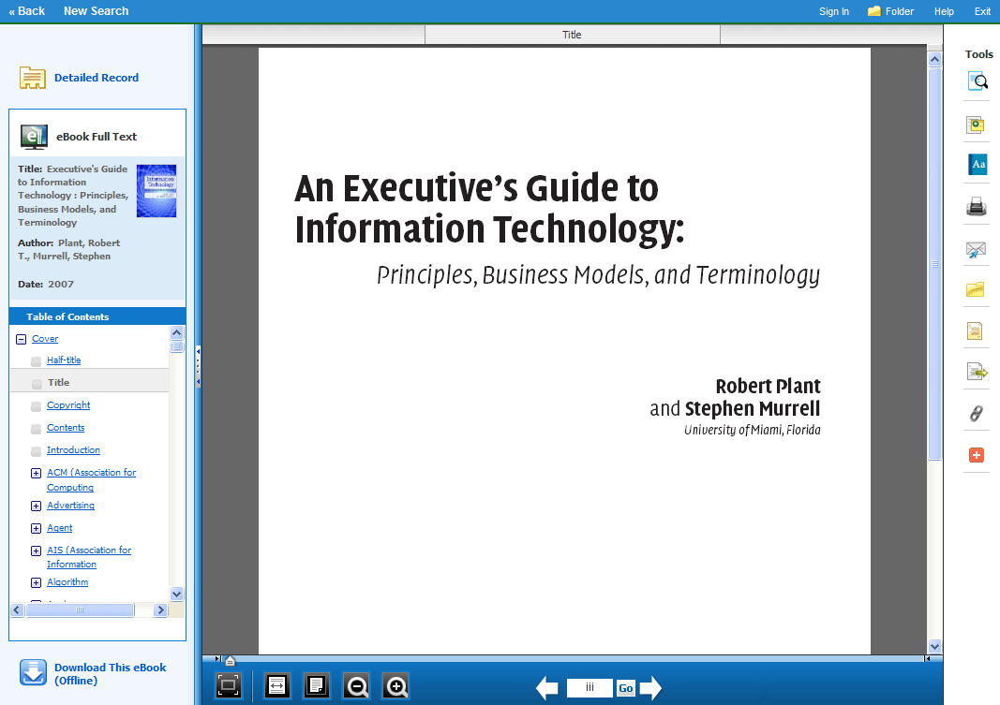 « Back New Search Sign In Folder Help Exit
Detailed Record
eBook Full Text
Title: Executive's Guide
to Information
Technology : Principles,
Business Models, and
Terminology
Information
Technology
Author: Plant, Robert
T., Murrell, Stephen
Date: 2007
Table of Contents
Cover
Half-title
Title
Copyright
Contents
Introduction
ACM (Association for
Computing
Advertising
Agent
AIS (Association for
Information
Algorithm
Download This eBook
(Offline)
Title
An Executive’s Guide to
Information Technology:
Principles, Business Models, and Terminology
Robert Plant
and Stephen Murrell
University of Miami, Florida
iii Go
Tools
Aa